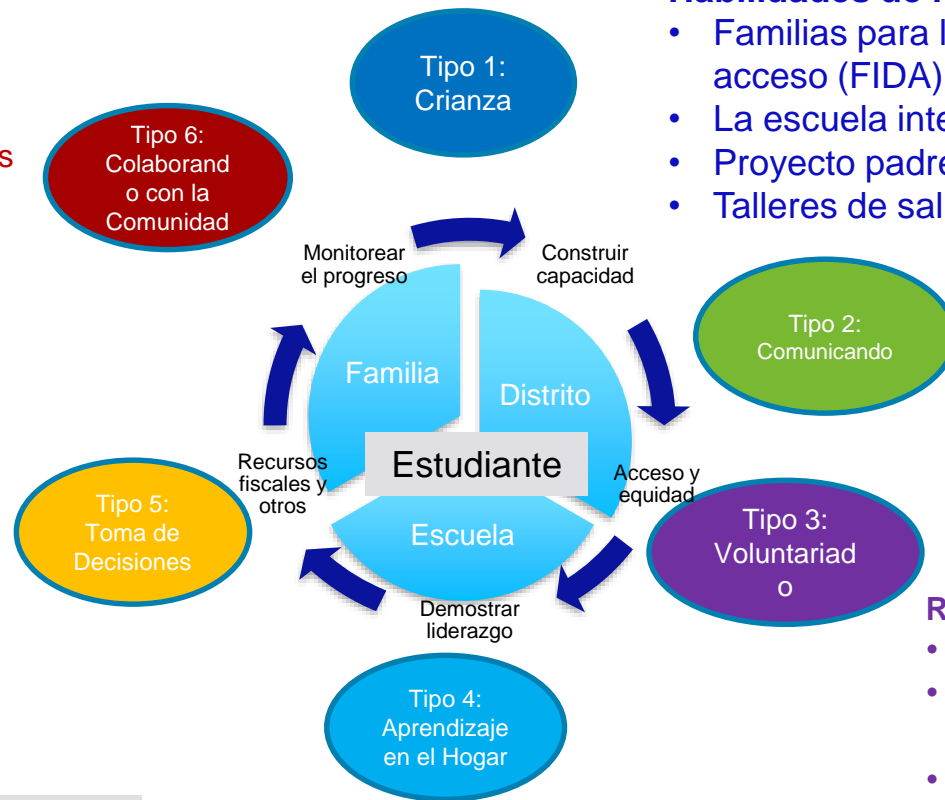 Familias para l
acceso (FIDA)
La escuela inte
Proyecto padre
Talleres de sal
Tipo 1:
Crianza
Tipo 6:
Colaborand
o con la
Comunidad
s
Monitorear
el progreso
Construir
capacidad
Tipo 2:
Comunicando
Familia
Distrito
Estudiante
Escuela
Recursos
fiscales y
otros
Acceso y
equidad
Tipo 5:
Toma de
Decisiones
Tipo 3:
Voluntariad
o
Demostrar
liderazgo
R
Tipo 4:
Aprendizaje
en el Hogar